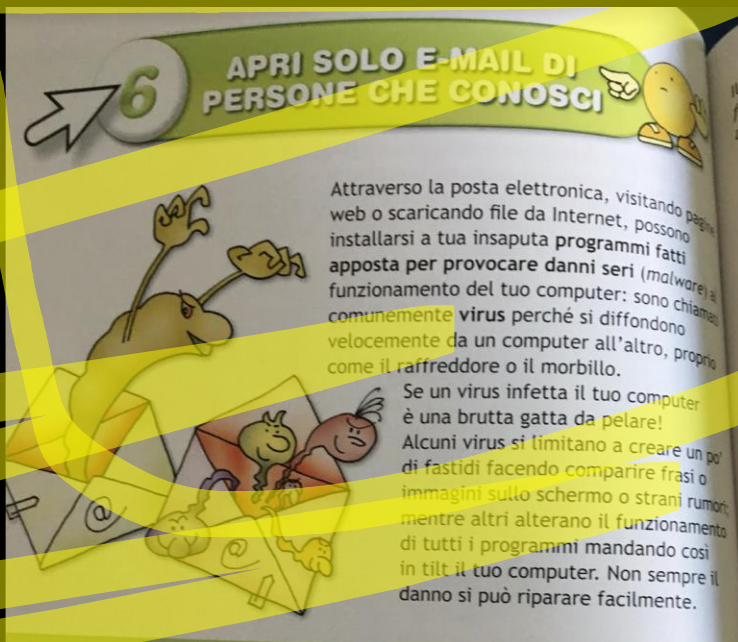 6
APRI SOLO E-MAIL DI
PERSONE CHE CONOSCI
Attraverso la posta elettronica, visitando pagine
web o scaricando file da Internet, possono
installarsi a tua insaputa programmi fatti
apposta per provocare danni seri (malware) al
funzionamento del tuo computer: sono chiamati
comunemente virus perché si diffondono
velocemente da un computer all'altro, proprio
come il raffreddore o il morbillo.
Se un virus infetta il tuo computer
è una brutta gatta da pelare!
Alcuni virus si limitano a creare un po'
di fastidi facendo comparire frasi o
immagini sullo schermo o strani rumori;
mentre altri alterano il funzionamento
di tutti i programmi mandando così
in tilt il tuo computer. Non sempre il
danno si può riparare facilmente.
@
@